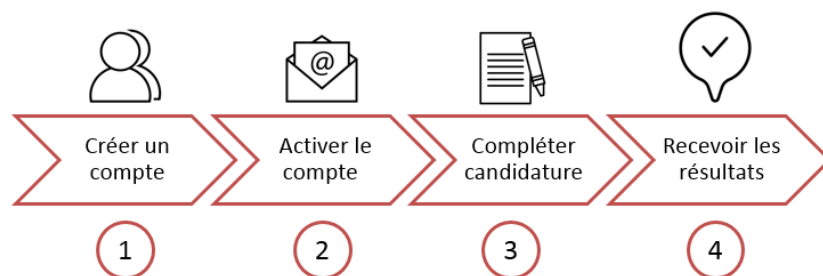 @
Créer un
compte
Activer le
compte
Compléter
candidature
Recevoir les
résultats
1
2
3
4